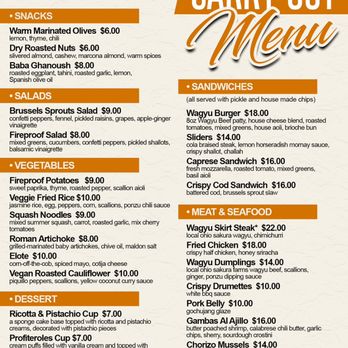 • SNACKS
Warm Marinated Olives $6.00
lemon, thyme, chili
Dry Roasted Nuts $6.00
slivered almond, cashew, marcona almond, warm spices
Baba Ghanoush $8.00
roasted eggplant, tahini, roasted garlic, lemon,
Spanish olive oil
• SALADS
Brussels Sprouts Salad $9.00
confetti peppers, fennel, pickled raisins, grapes, apple-ginger
vinaigrette
Fireproof Salad $8.00
mixed greens, cucumbers, confetti peppers, pickled shallots,
balsamic vinaigrette
• VEGETABLES
Fireproof Potatoes $9.00
sweet paprika, thyme, roasted pepper, scallion aioli
Veggie Fried Rice $10.00
jasmine rice, egg, peppers, corn, scallions, ponzu chili sauce
Squash Noodles $9.00
mixed summer squash, carrot, roasted garlic, mix cherry
tomatoes
Roman Artichoke $8.00
grilled-marinated baby artichokes, chive oil, maldon salt
Elote $10.00
corn-off-the-cob, spiced mayo, cotija cheese
Vegan Roasted Cauliflower $10.00
piquillo peppers, scallions, yellow coconut curry sauce
• DESSERT
Ricotta & Pistachio Cup $7.00
a sponge cake base topped with a ricotta and pistachio
creams, decorated with pistachio pieces
Profiteroles Cup $7.00
cream puffs filled with vanilla cream and topped with
CARRY OUT
Menu
• SANDWICHES
(all served with pickle and house made chips)
Wagyu Burger $18.00
8oz Wagyu Beef patty, house cheese blend, roasted
tomatoes, mixed greens, house aoli, brioche bun
Sliders $14.00
cola braised steak, lemon horseradish mornay sauce,
crispy shallot, challah
Caprese Sandwich $16.00
fresh mozzarella, roasted tomato, mixed greens,
basil aioli
Crispy Cod Sandwich $16.00
battered cod, brussels sprout slaw
• MEAT & SEAFOOD
Wagyu Skirt Steak* $22.00
local ohio sakura wagyu, chimichurri
Fried Chicken $18.00
crispy half chicken, honey sriracha
Wagyu Dumplings $14.00
local ohio sakura farms wagyu beef, scallions,
ginger, ponzu dipping sauce
Crispy Drumettes $10.00
white bbq sauce
Pork Belly $10.00
gochujang glaze
Gambas Al Ajillo $16.00
butter poached shrimp, calabrese chili butter, garlic
chips, sherry, sourdough crostini
Chorizo Mussels $14.00